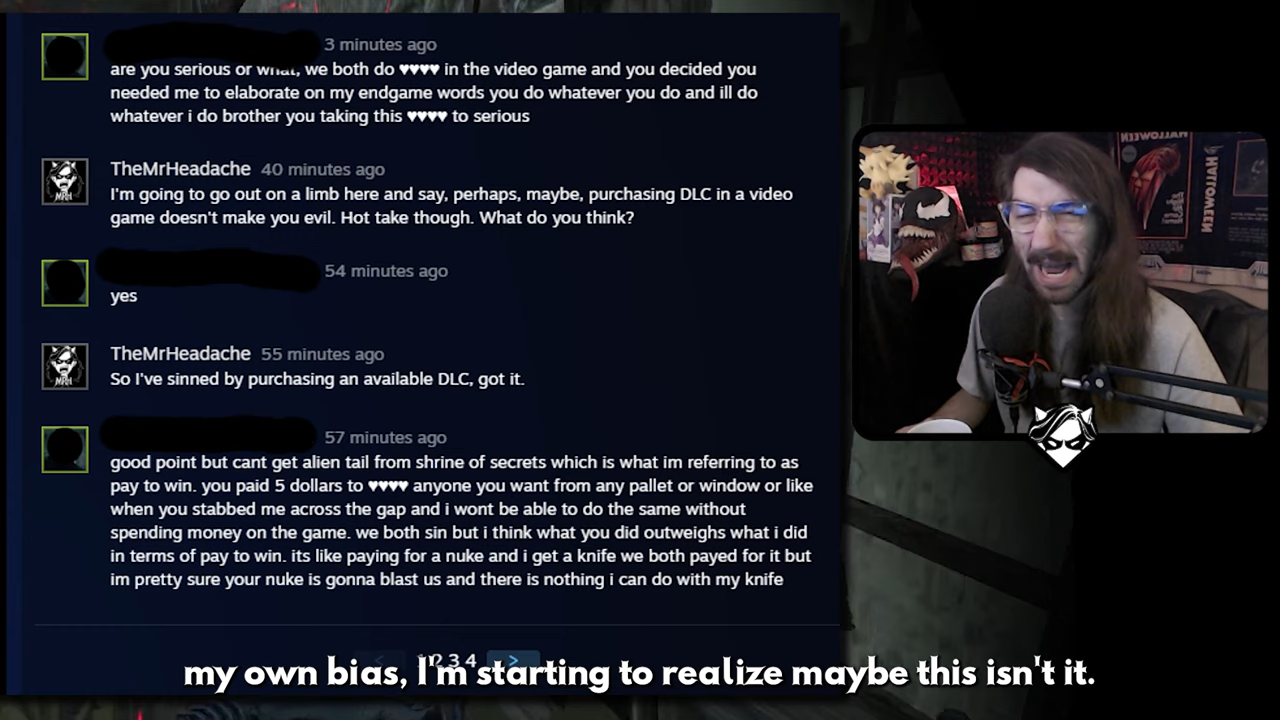 3 minutes ago
are you serious or what, we both do ♥♥♥♥ in the video game and you decided you
needed me to elaborate on my endgame words you do whatever you do and ill do
whatever i do brother you taking this ♥♥♥♥ to serious
TheMrHeadache 40 minutes ago
I'm going to go out on a limb here and say, perhaps, maybe, purchasing DLC in a video
game doesn't make you evil. Hot take though. What do you think?
54 minutes ago
yes
TheMrHeadache 55 minutes ago
So I've sinned by purchasing an available DLC, got it.
57 minutes ago
good point but cant get alien tail from shrine of secrets which is what im referring to as
pay to win. you paid 5 dollars to ♥♥♥♥ anyone you want from any pallet or window or like
when you stabbed me across the gap and i wont be able to do the same without
spending money on the game. we both sin but i think what you did outweighs what i did
in terms of pay to win. its like paying for a nuke and i get a knife we both payed for it but
im pretty sure your nuke is gonna blast us and there is nothing i can do with my knife
< 1 2 3 4 >
my own bias, I'm starting to realize maybe this isn't it.
HALLOWEEN
HALLOWEEN
MRH
MRH